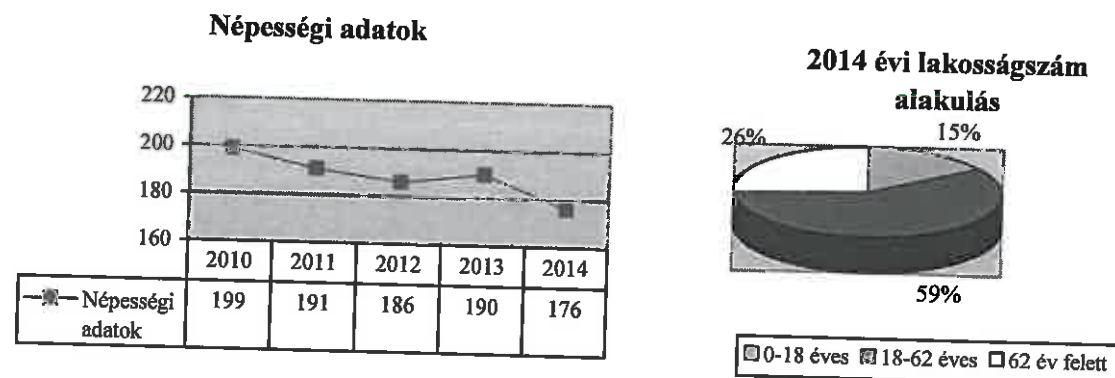 Népességi adatok
220
200
180
160
2010 2011 2012 2013 2014
Népességi adatok 199 191 186 190 176
2014 évi lakosságszám
alakulás
26% 15%
59%
0-18 éves 18-62 éves 62 év felett